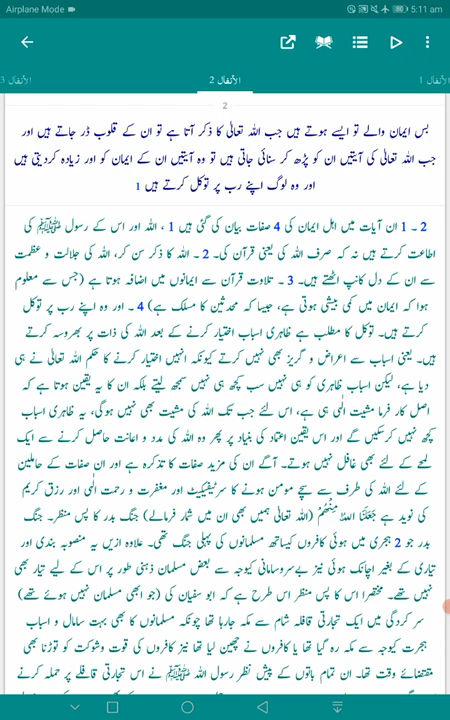 Airplane Mode 5:11 am
الأنفال 3 الأنفال 2 الأنفال 1
2
بس ایمان والے تو ایسے ہوتے ہیں جب اللہ تعالٰی کا ذکر آتا ہے تو ان کے قلوب ڈر جاتے ہیں اور
جب اللہ تعالٰی کی آیتیں ان کو پڑھ کر سنائی جاتی ہیں تو وہ آیتیں ان کے ایمان کو اور زیادہ کردیتی ہیں
اور وہ لوگ اپنے رب پر توکل کرتے ہیں 1
2 ۔ 1 ان آیات میں اہل ایمان کی 4 صفات بیان کی گئی ہیں 1 ، اللہ اور اس کے رسول ﷺ کی
اطاعت کرتے ہیں نہ کہ صرف اللہ کی یعنی قرآن کی۔ 2 ۔ اللہ کا ذکر سن کر، اللہ کی جلالت و عظمت
سے ان کے دل کانپ اٹھتے ہیں۔ 3 ۔ تلاوت قرآن سے ایمانوں میں اضافہ ہوتا ہے (جس سے معلوم
ہوا کہ ایمان میں کمی بیشی ہوتی ہے، جیسا کہ محدثین کا مسلک ہے) 4 ۔ اور وہ اپنے رب پر توکل
کرتے ہیں۔ توکل کا مطلب ہے ظاہری اسباب اختیار کرنے کے بعد اللہ کی ذات پر بھروسہ کرتے
ہیں۔ یعنی اسباب سے اعراض و گریز بھی نہیں کرتے کیونکہ انہیں اختیار کرنے کا حکم اللہ تعالٰی نے ہی
دیا ہے، لیکن اسباب ظاہری کو ہی نہیں سب کچھ ہی نہیں سمجھ لیتے بلکہ ان کا یہ یقین ہوتا ہے کہ
اصل کار فرما مشیت الٰہی ہی ہے، اس لئے جب تک اللہ کی مشیت بھی نہیں ہوگی، یہ ظاہری اسباب
کچھ نہیں کرسکیں گے اور اس یقین اعتماد کی بنیاد پر پھر وہ اللہ کی مدد و اعانت حاصل کرنے سے ایک
لمحے کے لئے بھی غافل نہیں ہوتے۔ آگے ان کی مزید صفات کا تذکرہ ہے اور ان صفات کے حاملین
کے لئے اللہ کی طرف سے سچے مومن ہونے کا سرٹیفکیٹ اور مغفرت و رحمت الٰہی اور رزق کریم
کی نوید ہے جَعَلَنَا اللہُ مِنْھُمْ (اللہ تعالٰی ہمیں بھی ان میں شمار فرمالے) جنگ بدر کا پس منظر۔ جنگ
بدر جو 2 ہجری میں ہوئی کافروں کیساتھ مسلمانوں کی پہلی جنگ تھی۔ علاوہ ازیں یہ منصوبہ بندی اور
تیاری کے بغیر اچانک ہوئی نیز بےسروسامانی کیوجہ سے بعض مسلمان ذہنی طور پر اس کے لیے تیار بھی
نہیں تھے۔ مختصرا اس کا پس منظر اس طرح ہے کہ ابو سفیان کی (جو ابھی مسلمان نہیں ہوئے تھے)
سر کردگی میں ایک تجارتی قافلہ شام سے مکہ جارہا تھا چونکہ مسلمانوں کا بھی بہت سامال و اسباب
ہجرت کیوجہ سے مکہ رہ گیا تھا یا کافروں نے چھین لیا تھا نیز کافروں کی قوت وشوکت کو توڑنا بھی
مقتضائے وقت تھا۔ ان تمام باتوں کے پیش نظر رسول اللہ ﷺ نے اس تجارتی قافلے پر حملہ کرنے